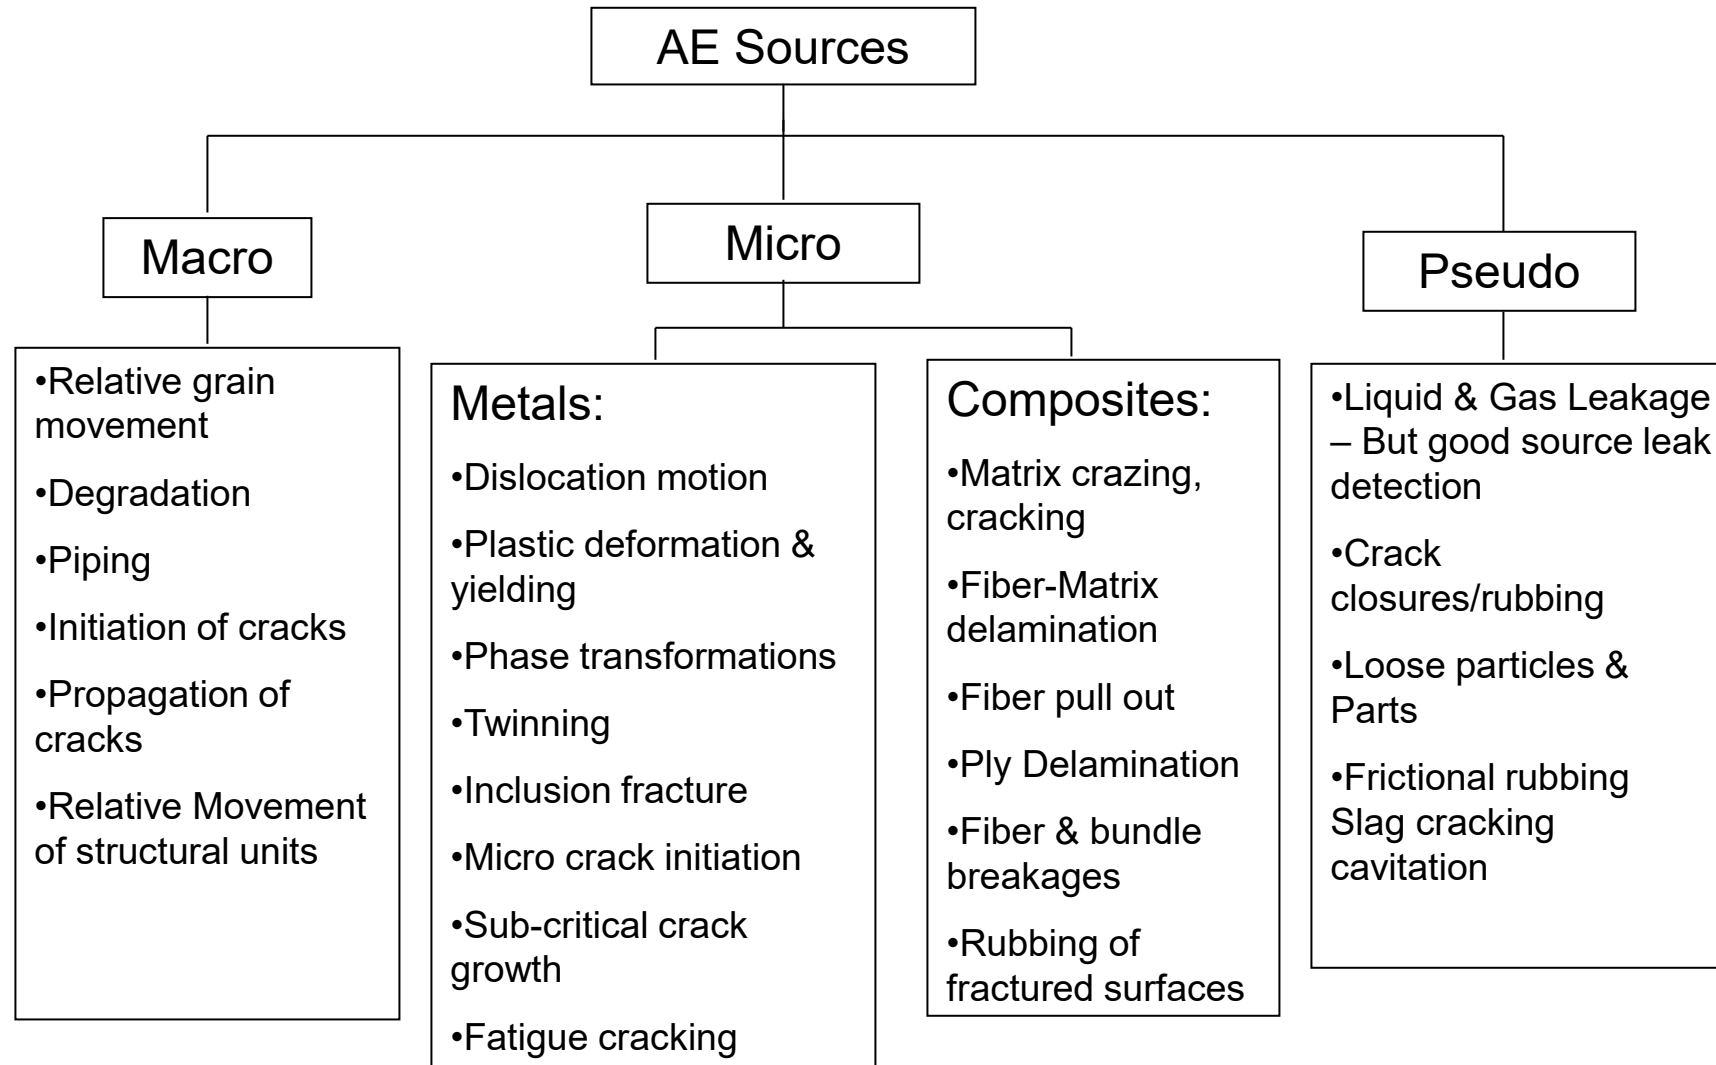 AE Sources
Macro
Micro
Pseudo
•Relative grain
movement
•Degradation
•Piping
•Initiation of cracks
•Propagation of
cracks
•Relative Movement
of structural units
Metals:
•Dislocation motion
•Plastic deformation &
yielding
•Phase transformations
•Twinning
•Inclusion fracture
•Micro crack initiation
•Sub-critical crack
growth
•Fatigue cracking
Composites:
•Matrix crazing,
cracking
•Fiber-Matrix
delamination
•Fiber pull out
•Ply Delamination
•Fiber & bundle
breakages
•Rubbing of
fractured surfaces
•Liquid & Gas Leakage
– But good source leak
detection
•Crack
closures/rubbing
•Loose particles &
Parts
•Frictional rubbing
Slag cracking
cavitation